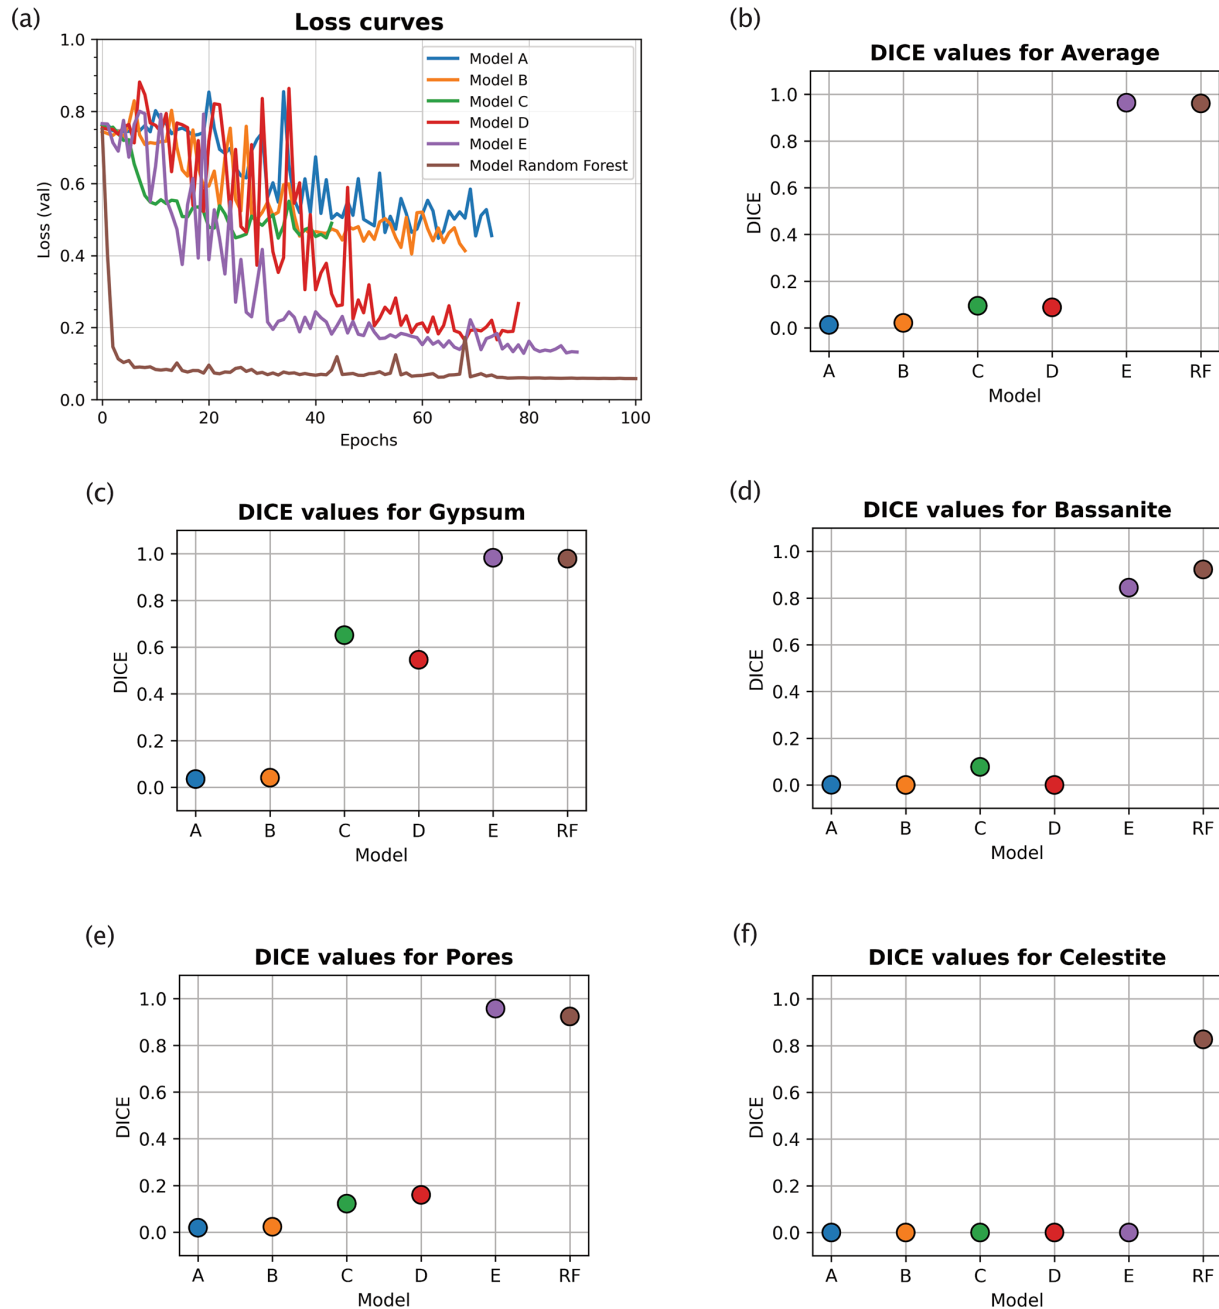 (a)
Loss curves
1.0
0.8
0.6
0.4
0.2
0.0
Loss (val)
0 20 40 60 80 100
Epochs
Model A
Model B
Model C
Model D
Model E
Model Random Forest
(b)
DICE values for Average
1.0
0.8
0.6
0.4
0.2
0.0
DICE
A B C D E RF
Model
(c)
DICE values for Gypsum
1.0
0.8
0.6
0.4
0.2
0.0
DICE
A B C D E RF
Model
(d)
DICE values for Bassanite
1.0
0.8
0.6
0.4
0.2
0.0
DICE
A B C D E RF
Model
(e)
DICE values for Pores
1.0
0.8
0.6
0.4
0.2
0.0
DICE
A B C D E RF
Model
(f)
DICE values for Celestite
1.0
0.8
0.6
0.4
0.2
0.0
DICE
A B C D E RF
Model